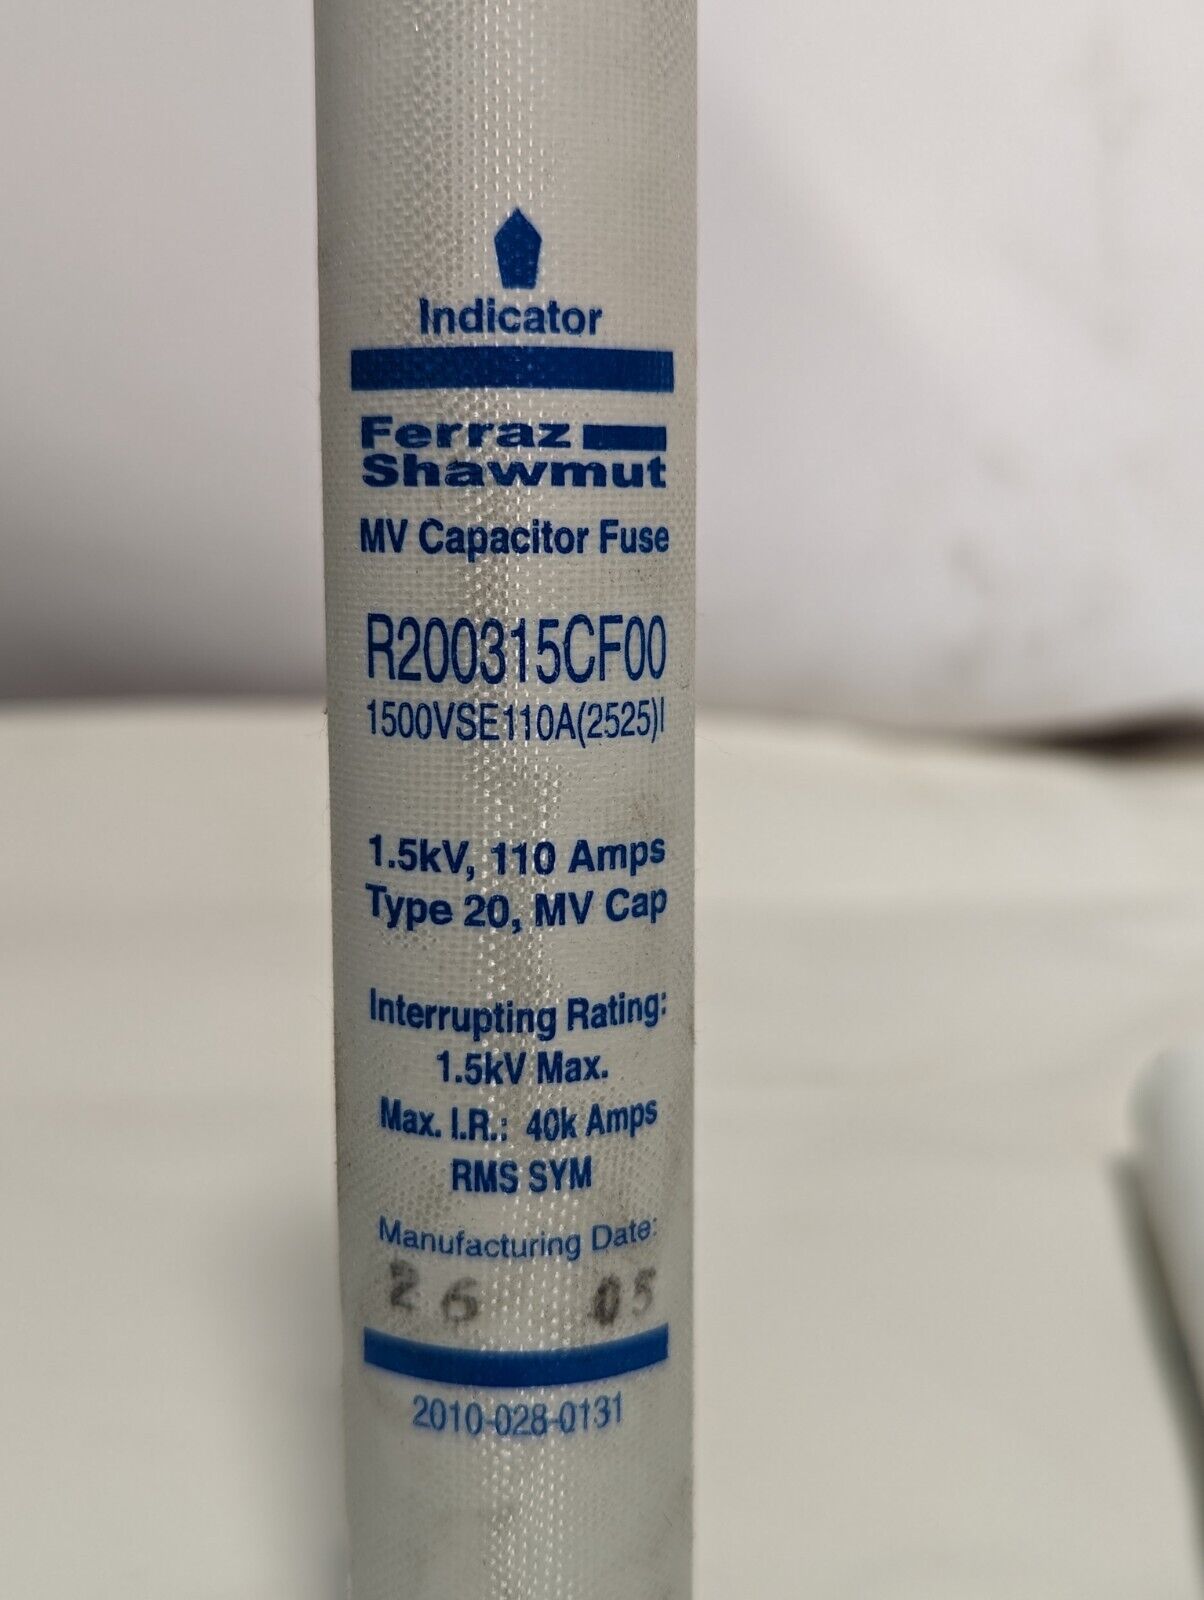 Indicator
Ferraz
Shawmut
MV Capacitor Fuse
R200315CF00
1500VSE110A(2525)I
1.5kV, 110 Amps
Type 20, MV Cap
Interrupting Rating:
1.5kV Max.
Max. I.R.: 40k Amps
RMS SYM
Manufacturing Date:
26 05
2010-028-0131